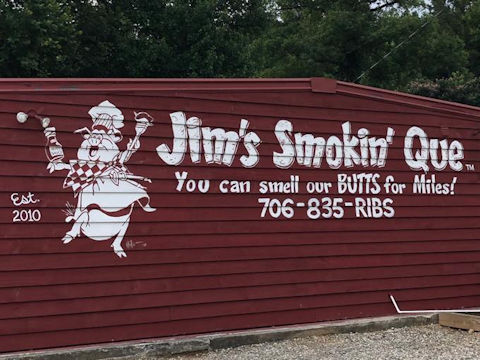 Jim's Smokin' Que™
You can smell our BUTTS for Miles!
706-835-RIBS
Est.
2010